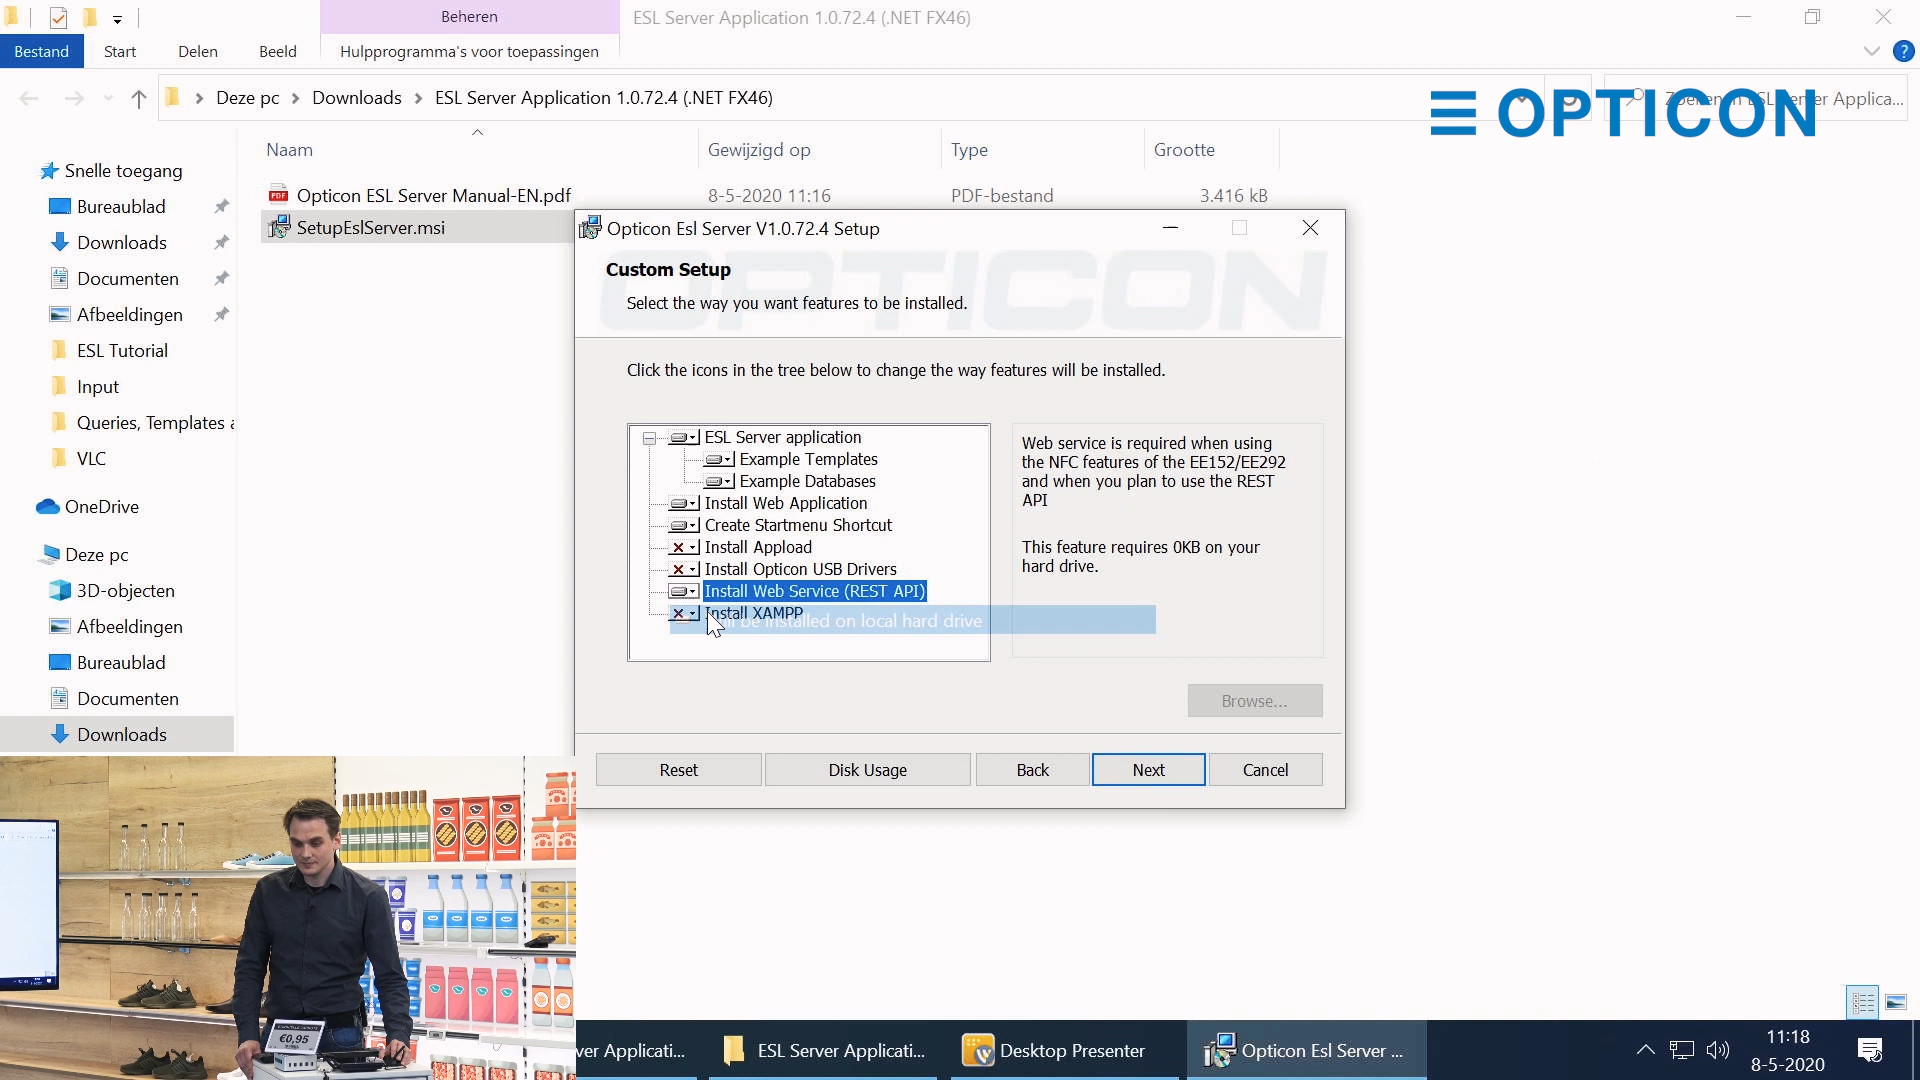 Beheren
ESL Server Application 1.0.72.4 (.NET FX46)
Bestand
Start
Delen
Beeld
Hulpprogramma's voor toepassingen
Deze pc
Downloads
ESL Server Application 1.0.72.4 (.NET FX46)
OPTICON
Naam
Gewijzigd op
Type
Grootte
Opticon ESL Server Manual-EN.pdf
8-5-2020 11:16
PDF-bestand
3.416 kB
SetupEslServer.msi
Snelle toegang
Bureaublad
Downloads
Documenten
Afbeeldingen
ESL Tutorial
Input
Queries, Templates a
VLC
OneDrive
Deze pc
3D-objecten
Afbeeldingen
Bureaublad
Documenten
Downloads
Opticon Esl Server V1.0.72.4 Setup
OPTICON
Custom Setup
Select the way you want features to be installed.
Click the icons in the tree below to change the way features will be installed.
ESL Server application
Example Templates
Example Databases
Install Web Application
Create Startmenu Shortcut
Install Appload
Install Opticon USB Drivers
Install Web Service (REST API)
Install XAMPP
be installed on local hard drive
Web service is required when using
the NFC features of the EE152/EE292
and when you plan to use the REST
API
This feature requires 0KB on your
hard drive.
Browse...
Reset
Disk Usage
Back
Next
Cancel
€0,95
ver Applicati...
ESL Server Applicati...
Desktop Presenter
Opticon Esl Server ...
11:18
8-5-2020